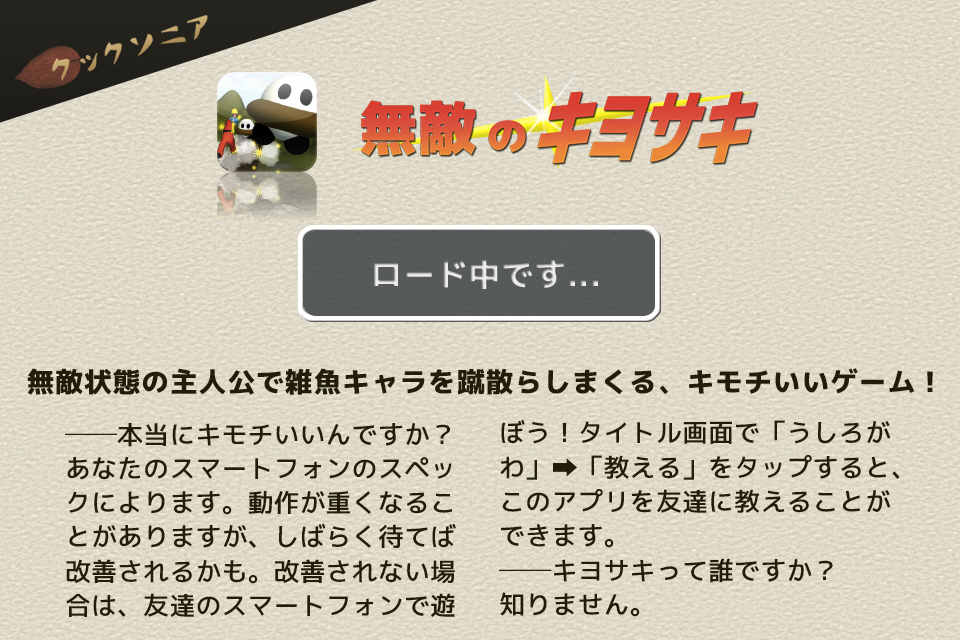 クックソニア
無敵のキヨサキ
ロード中です...
無敵状態の主人公で雑魚キャラを蹴散らしまくる、キモチいいゲーム！
──本当にキモチいいんですか？
あなたのスマートフォンのスペッ
クによります。動作が重くなるこ
とがありますが、しばらく待てば
改善されるかも。改善されない場
合は、友達のスマートフォンで遊
ぼう！タイトル画面で「うしろが
わ」➡「教える」をタップすると、
このアプリを友達に教えることが
できます。
──キヨサキって誰ですか？
知りません。